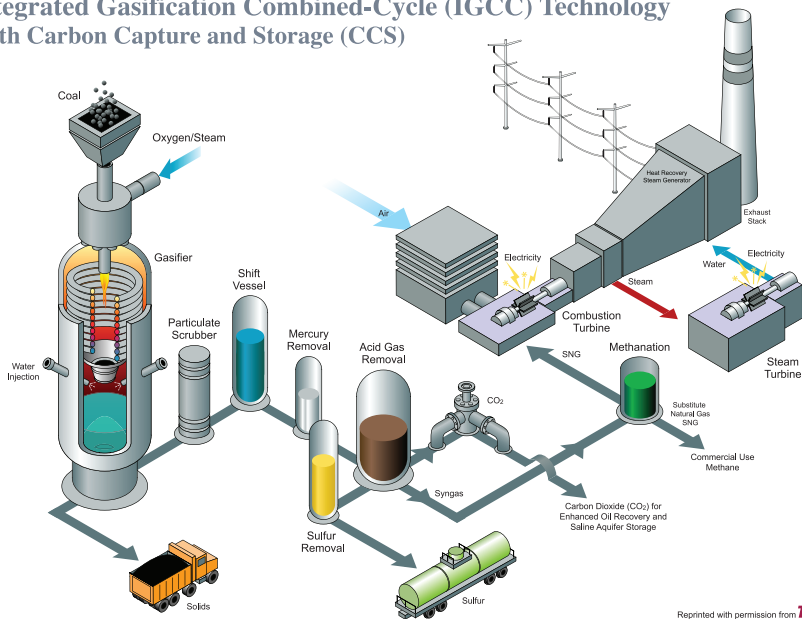 Gasification Combined-Cycle (IGCC) Technology
Carbon Capture and Storage (CCS)
Coal
Oxygen/Steam
Gasifier
Water
Injection
Particulate
Scrubber
Shift
Vessel
Mercury
Removal
Acid Gas
Removal
Sulfur
Removal
Solids
Sulfur
Syngas
CO₂
Carbon Dioxide (CO₂) for
Enhanced Oil Recovery and
Saline Aquifer Storage
Air
Electricity
Combustion
Turbine
Heat Recovery
Steam Generator
Exhaust
Stack
Steam
Water
Electricity
Steam
Turbine
SNG
Methanation
Substitute
Natural Gas
SNG
Commercial Use
Methane
Reprinted with permission from